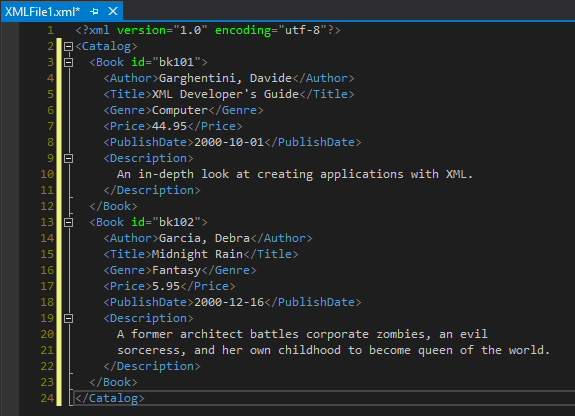 XMLFile1.xml*
1 <?xml version="1.0" encoding="utf-8"?>
2 <Catalog>
3   <Book id="bk101">
4     <Author>Garghentini, Davide</Author>
5     <Title>XML Developer's Guide</Title>
6     <Genre>Computer</Genre>
7     <Price>44.95</Price>
8     <PublishDate>2000-10-01</PublishDate>
9     <Description>
10       An in-depth look at creating applications with XML.
11     </Description>
12   </Book>
13   <Book id="bk102">
14     <Author>Garcia, Debra</Author>
15     <Title>Midnight Rain</Title>
16     <Genre>Fantasy</Genre>
17     <Price>5.95</Price>
18     <PublishDate>2000-12-16</PublishDate>
19     <Description>
20       A former architect battles corporate zombies, an evil
21       sorceress, and her own childhood to become queen of the world.
22     </Description>
23   </Book>
24 </Catalog>